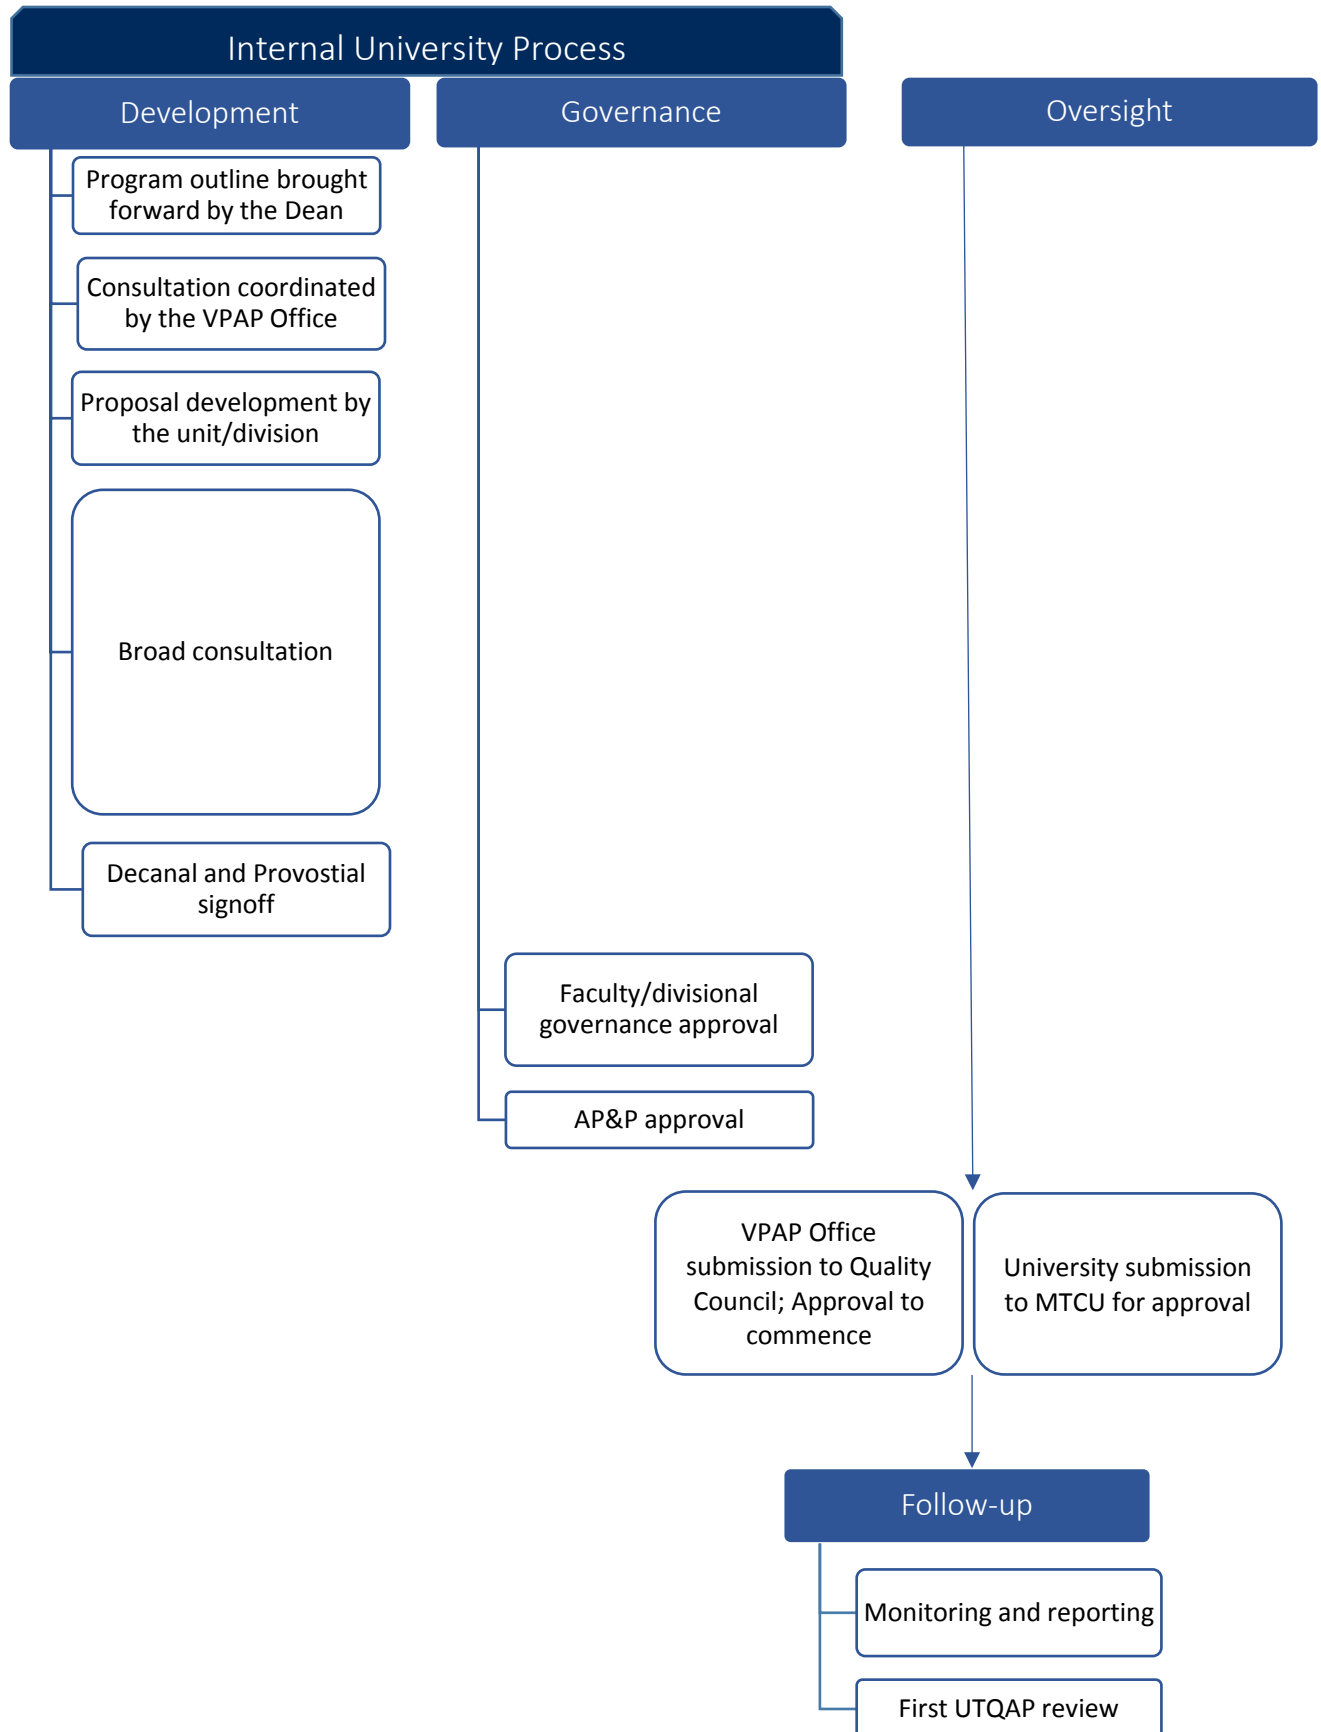 Internal University Process
Development
Governance
Oversight
Program outline brought
forward by the Dean
Consultation coordinated
by the VPAP Office
Proposal development by
the unit/division
Broad consultation
Decanal and Provostial
signoff
Faculty/divisional
governance approval
AP&P approval
VPAP Office
submission to Quality
Council; Approval to
commence
University submission
to MTCU for approval
Follow-up
Monitoring and reporting
First UTQAP review